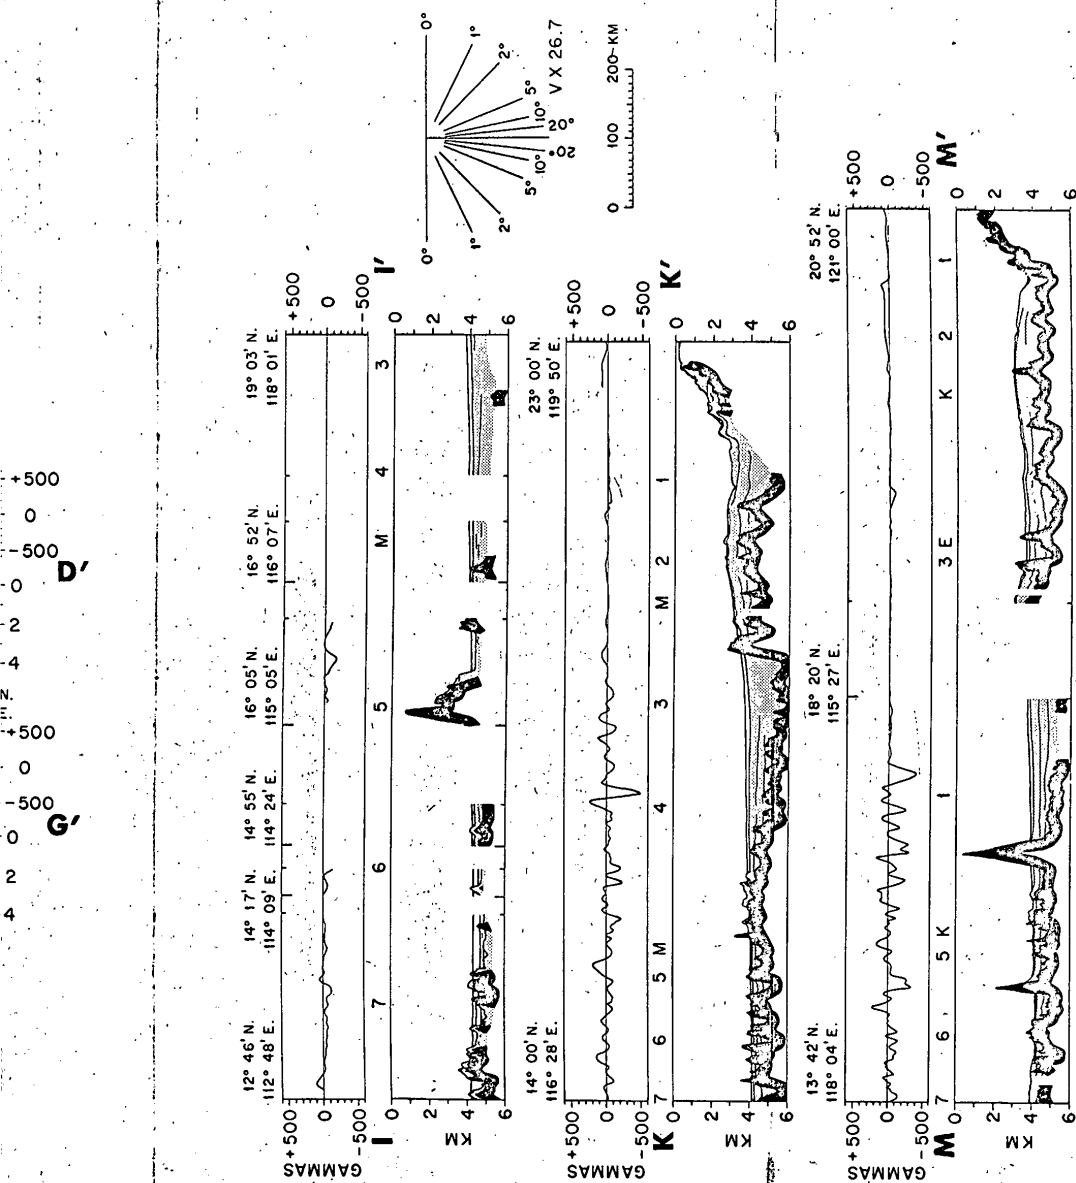 0°
1°
2°
5°
10°
20°
20°
10°
5°
2°
1°
0°
V X 26.7
0
100
200 KM
+500
0
-500
D'
0
2
4
N.
E.
+500
0
-500
G'
0
2
4
12° 46' N.
112° 48' E.
14° 17' N.
114° 09' E.
14° 55' N.
114° 24' E.
16° 05' N.
115° 05' E.
16° 52' N.
116° 07' E.
19° 03' N.
118° 01' E.
+500
0
-500
GAMMAS
+500
0
-500
I
7
6
5
M
4
3
I'
0
2
4
6
KM
0
2
4
6
14° 00' N.
116° 28' E.
23° 00' N.
119° 50' E.
+500
0
-500
GAMMAS
+500
0
-500
K
7
6
5
M
4
3
M
2
1
K'
0
2
4
6
KM
0
2
4
6
13° 42' N.
118° 04' E.
18° 20' N.
115° 27' E.
20° 52' N.
121° 00' E.
+500
0
-500
GAMMAS
+500
0
-500
M
7
6
5
K
1
3
E
K
2
1
M'
0
2
4
6
KM
0
2
4
6